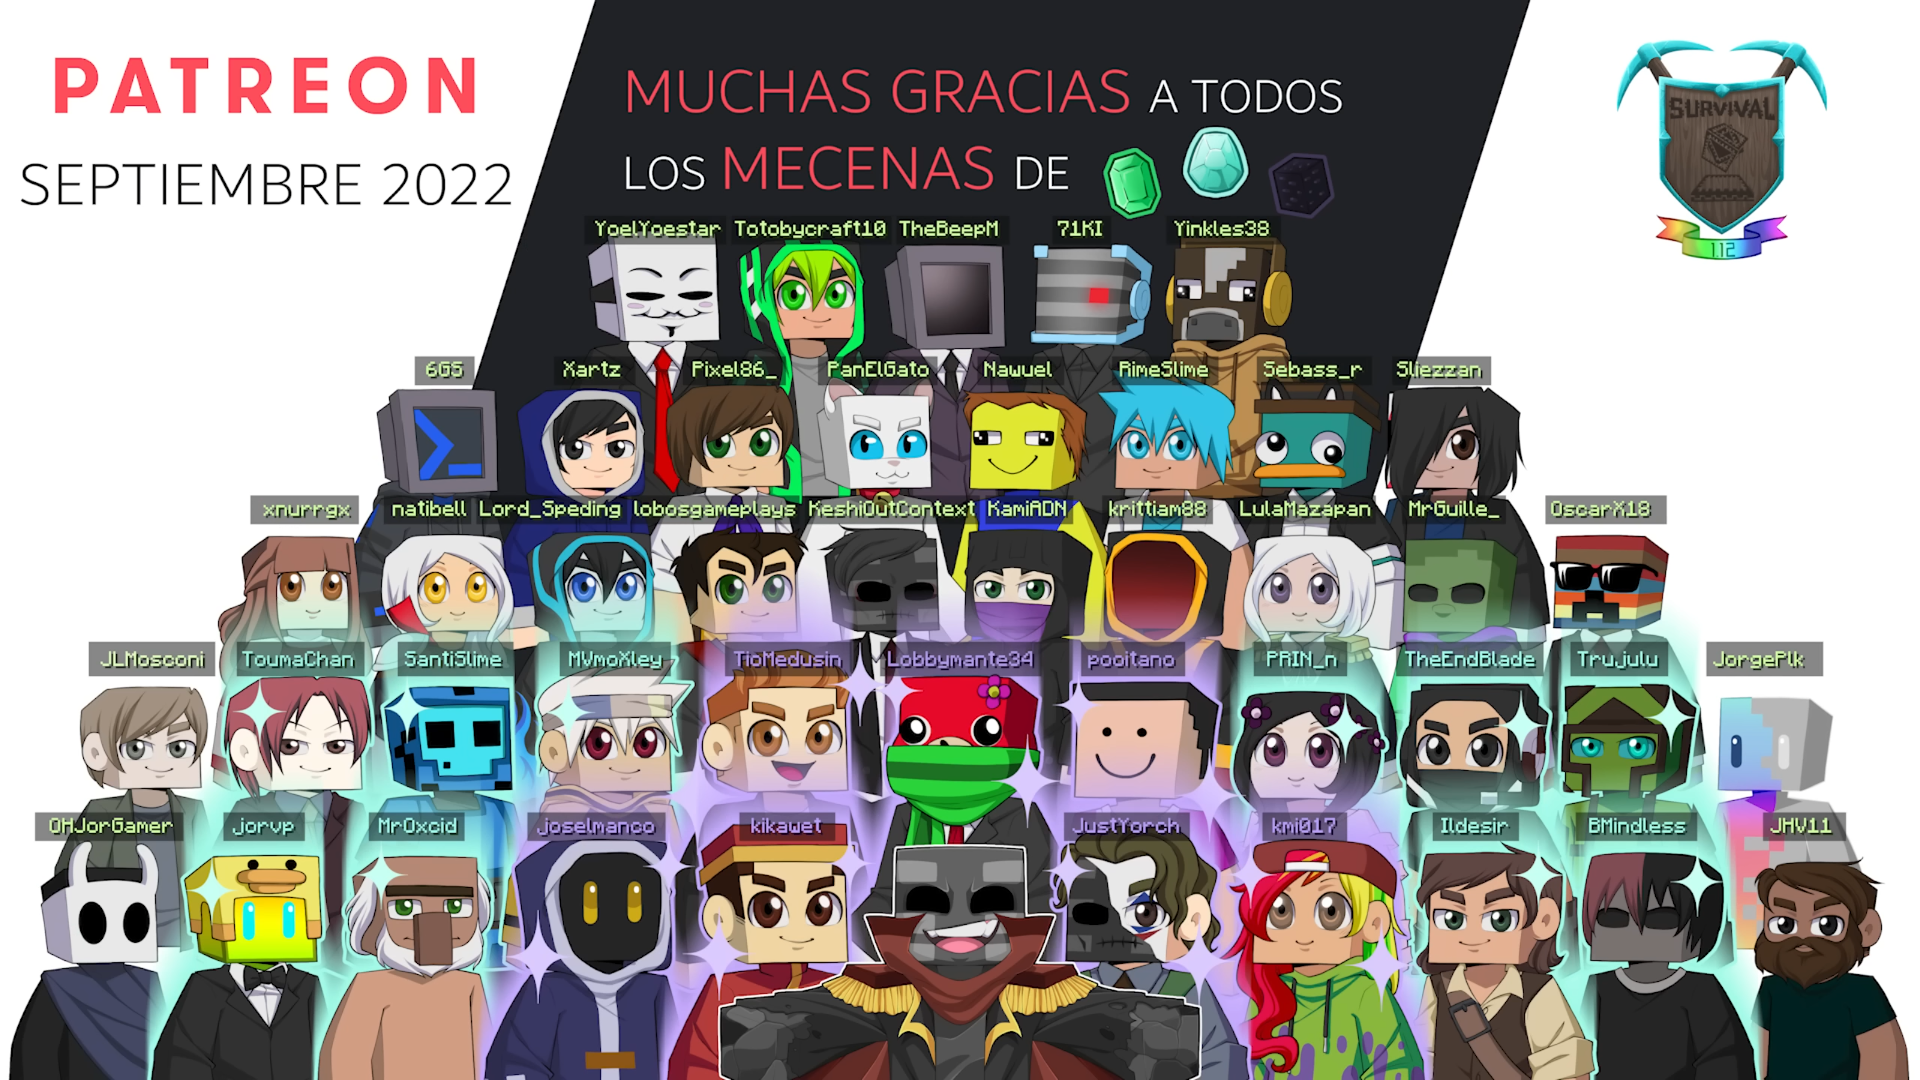 PATREON
SEPTIEMBRE 2022
MUCHAS GRACIAS A TODOS
LOS MECENAS DE
SURVIVAL
1.12
YoelYoestar Totobycraft10 TheBeepM 71KI Yinkles38
6GS Xartz Pixel86_ PanElGato Nawuel RimeSlime Sebass_r Sliezzan
xnurrgx natibell Lord_Speding lobosgameplays KeshiOutContext KamiADN krittiam88 LulaMazapan MrGuille_ OscarX18
JLMosconi ToumaChan SantiSlime MVmoXley TioMedusin Lobbymante34 pooitano PRIN_n TheEndBlade Trujulu JorgePlk
OHJorGamer jorvp MrOxcid joselmanco kikawet JustYorch kmi017 Ildesir BMindless JHV11